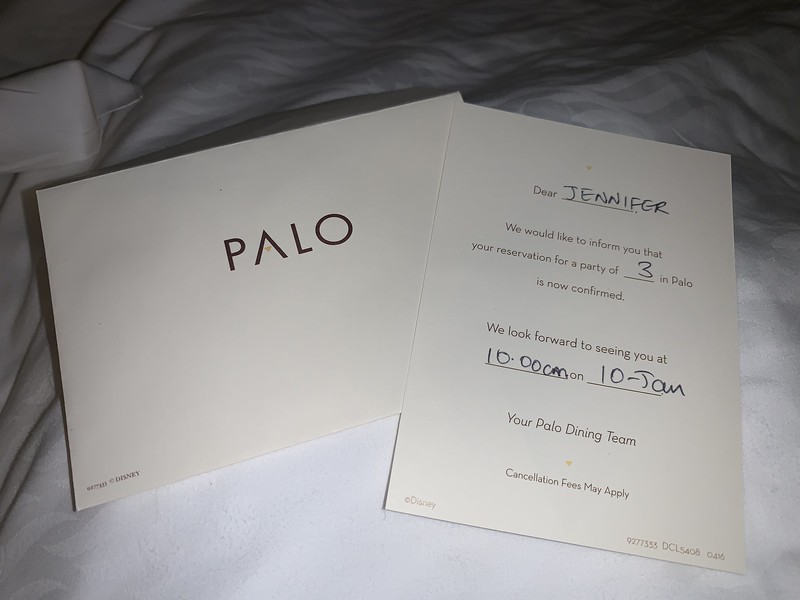 PALO
9277353 © DISNEY
Dear JENNIFER
We would like to inform you that
your reservation for a party of 3 in Palo
is now confirmed.
We look forward to seeing you at
10.00am on 10-Jan
Your Palo Dining Team
Cancellation Fees May Apply
©Disney
9277353 DCL5408 0416